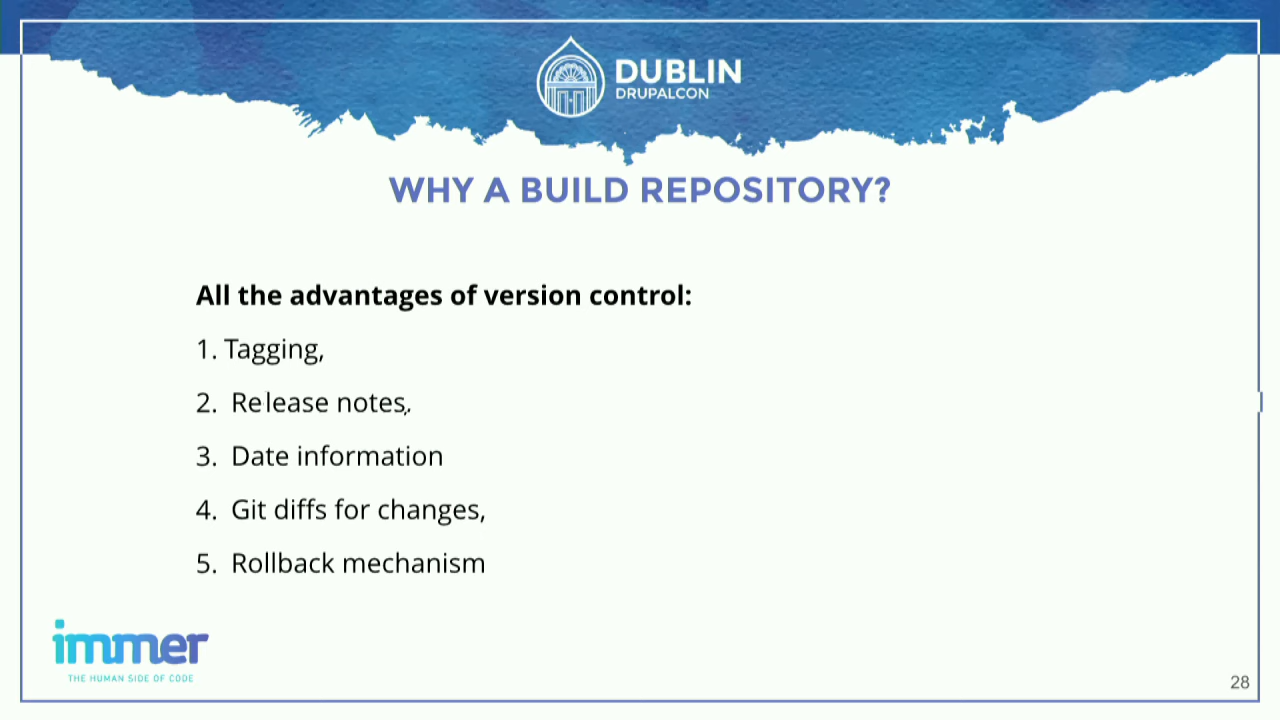 DUBLIN
DRUPALCON
WHY A BUILD REPOSITORY?
All the advantages of version control:
1. Tagging,
2. Release notes,.
3. Date information
4. Git diffs for changes,
5. Rollback mechanism
immer
THE HUMAN SIDE OF CODE
28